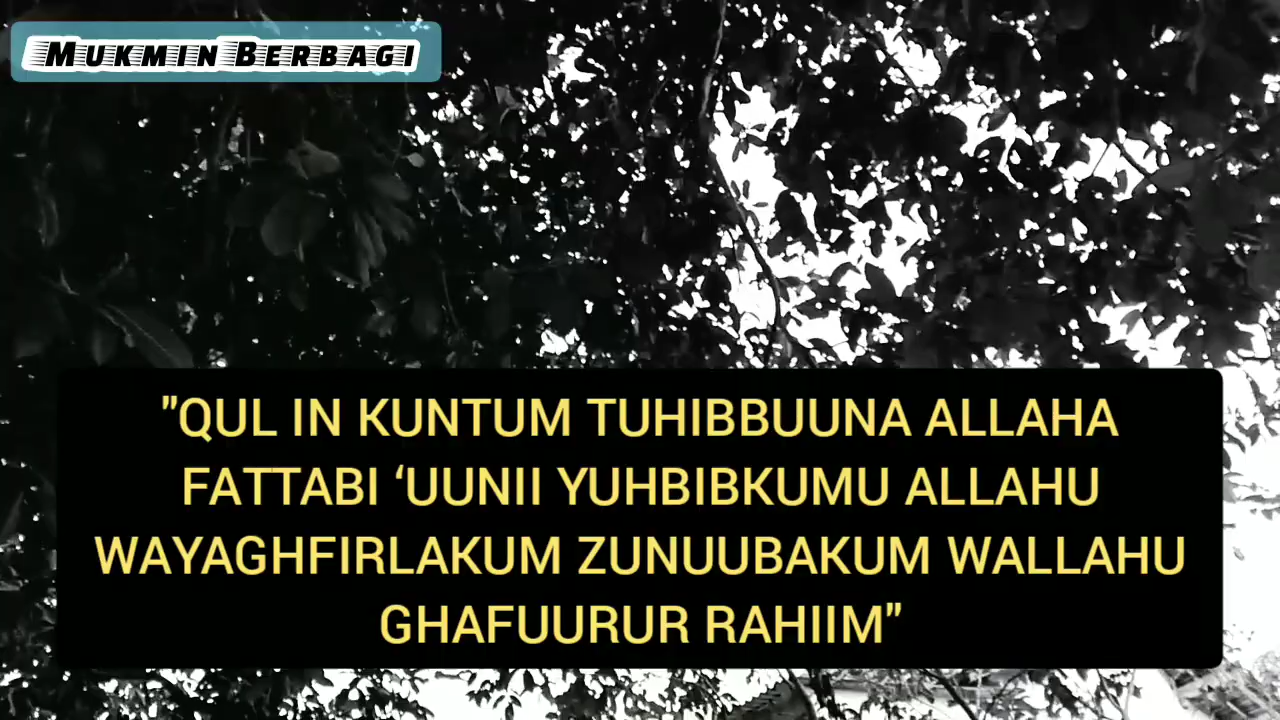 MUKMIN BERBAGI
"QUL IN KUNTUM TUHIBBUUNA ALLAHA
FATTABI ‘UUNII YUHBIBKUMU ALLAHU
WAYAGHFIRLAKUM ZUNUUBAKUM WALLAHU
GHAFUURUR RAHIIM"